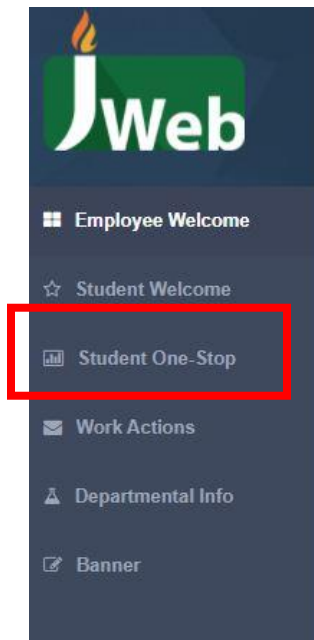 JWeb
Employee Welcome
Student Welcome
Student One-Stop
Work Actions
Departmental Info
Banner